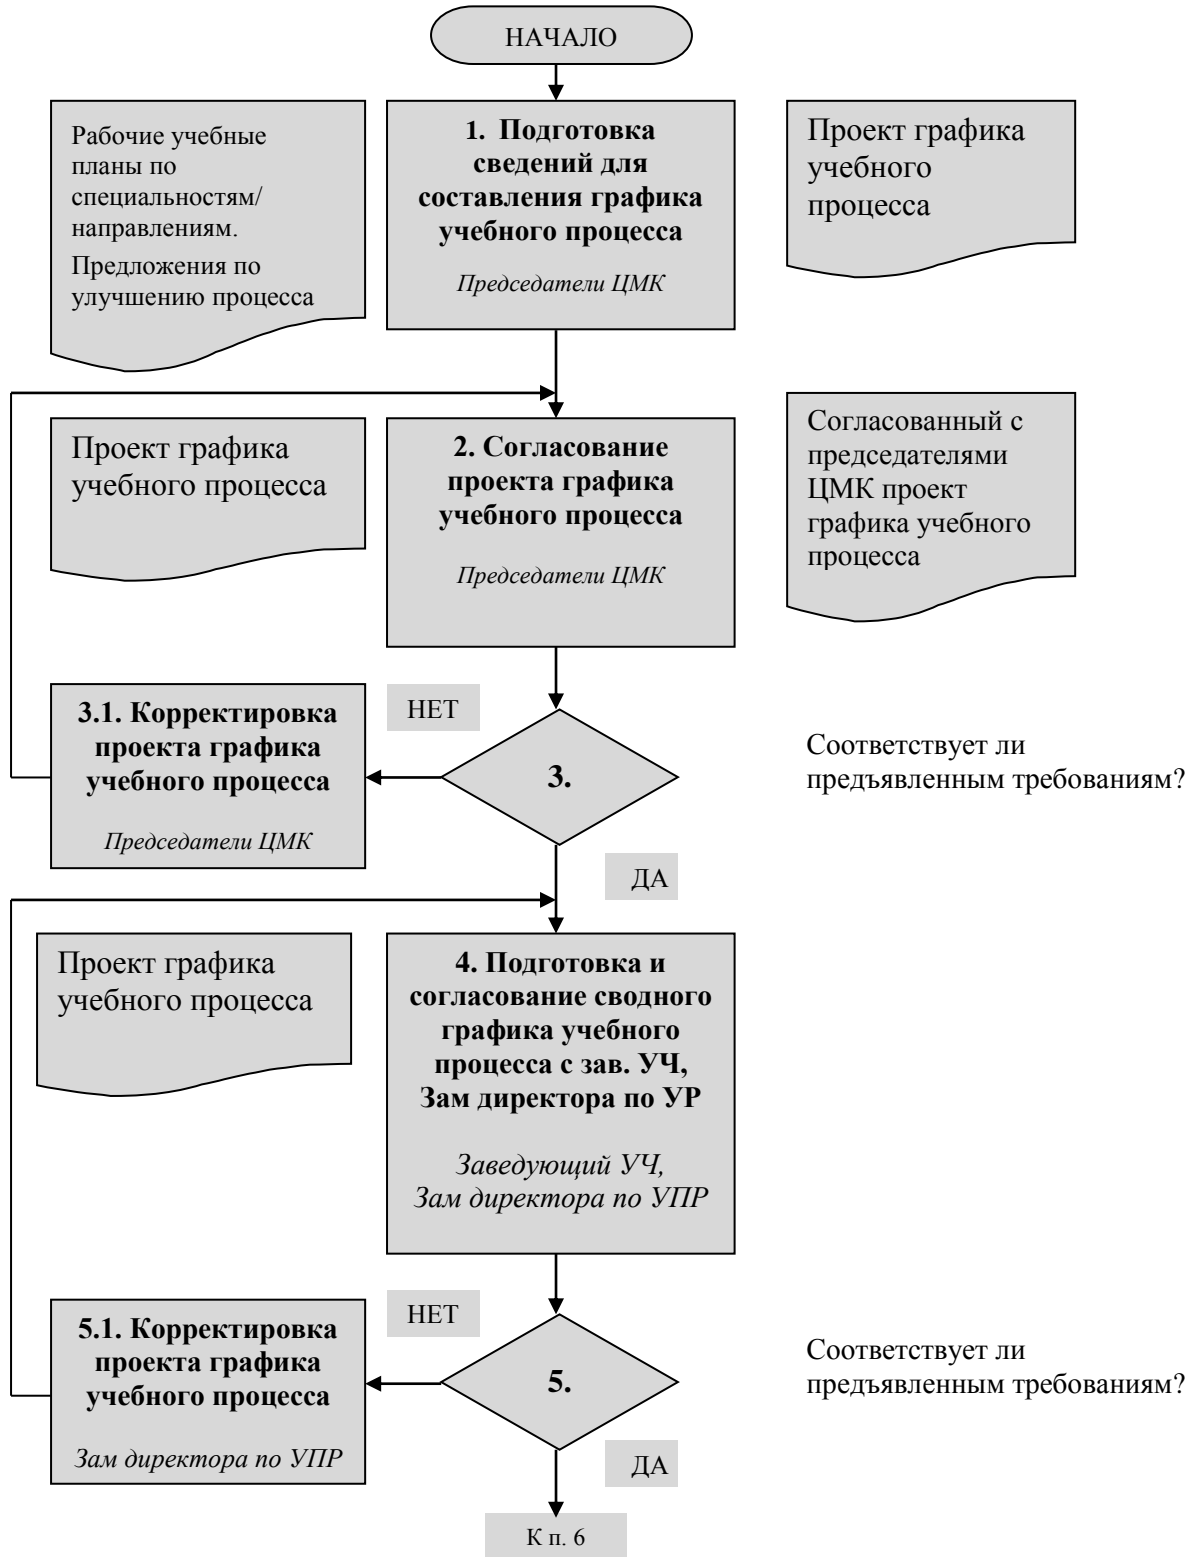 НАЧАЛО
Рабочие учебные
планы по
специальностям/
направлениям.
Предложения по
улучшению процесса
1. Подготовка
сведений для
составления графика
учебного процесса
Председатели ЦМК
Проект графика
учебного
процесса
Проект графика
учебного процесса
2. Согласование
проекта графика
учебного процесса
Председатели ЦМК
Согласованный с
председателями
ЦМК проект
графика учебного
процесса
3.1. Корректировка
проекта графика
учебного процесса
Председатели ЦМК
НЕТ
3.
Соответствует ли
предъявленным требованиям?
ДА
Проект графика
учебного процесса
4. Подготовка и
согласование сводного
графика учебного
процесса с зав. УЧ,
Зам директора по УР
Заведующий УЧ,
Зам директора по УПР
5.1. Корректировка
проекта графика
учебного процесса
Зам директора по УПР
НЕТ
5.
Соответствует ли
предъявленным требованиям?
ДА
К п. 6